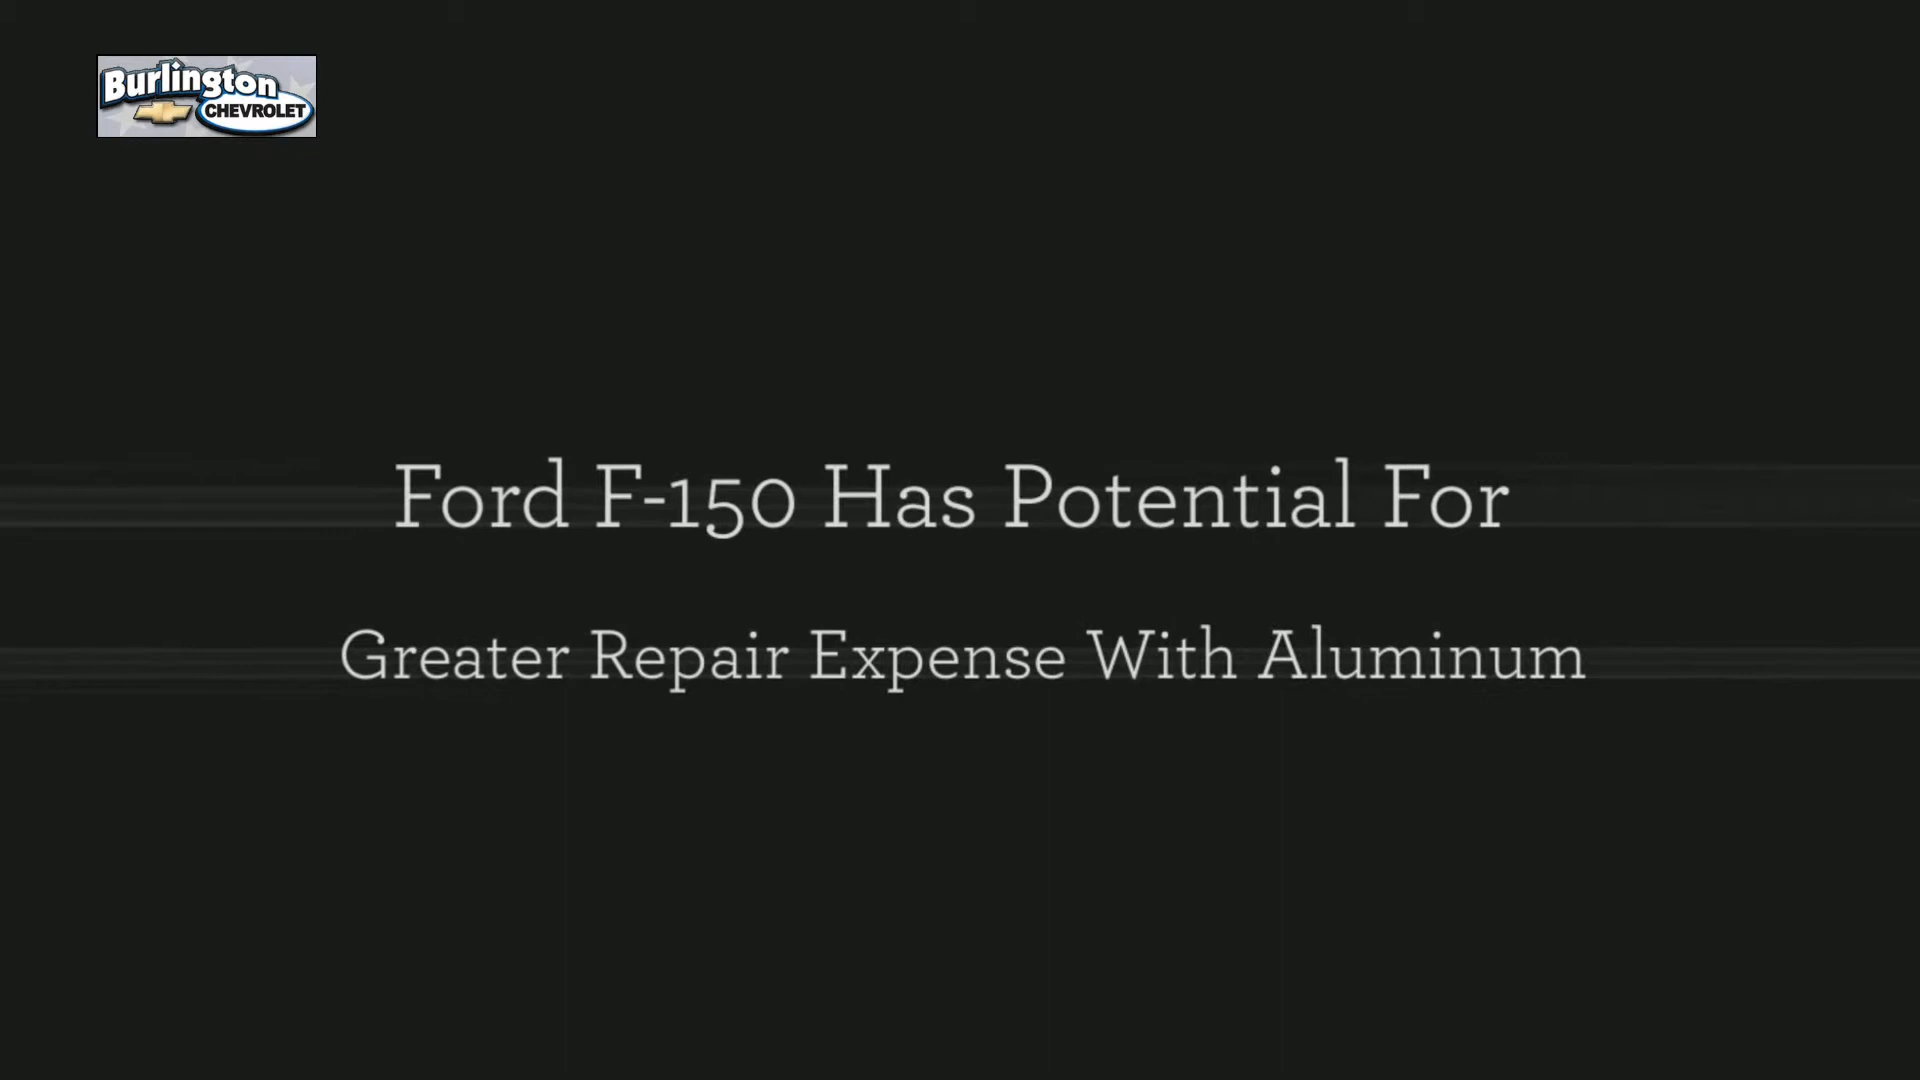 Burlington
CHEVROLET
Ford F-150 Has Potential For
Greater Repair Expense With Aluminum